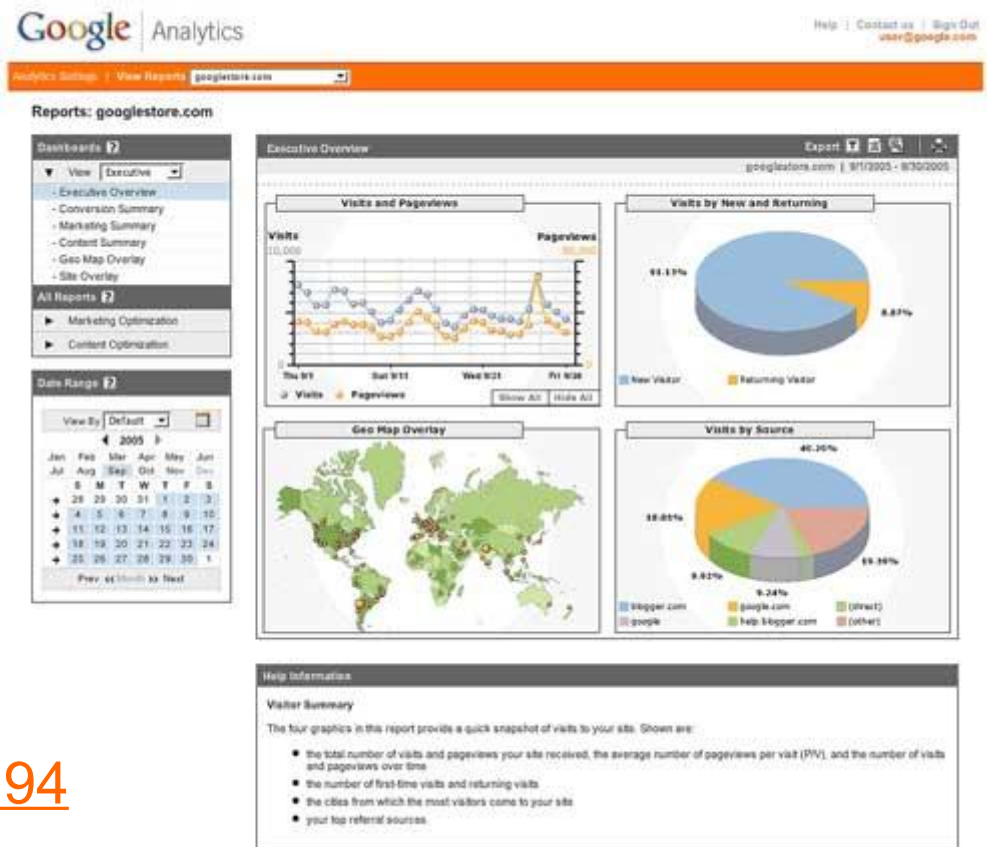 Google Analytics
Help | Contact us | Sign Out
user@google.com
Analytics Settings | View Reports googlestore.com
Reports: googlestore.com
Dashboards ?
View Executive
- Executive Overview
- Conversion Summary
- Marketing Summary
- Content Summary
- Geo Map Overlay
- Site Overlay
All Reports ?
Marketing Optimization
Content Optimization
Date Range ?
View By Default
2005
Jan Feb Mar Apr May Jun
Jul Aug Sep Oct Nov Dec
S M T W T F S
28 29 30 31 1 2 3
4 5 6 7 8 9 10
11 12 13 14 15 16 17
18 19 20 21 22 23 24
25 26 27 28 29 30 1
Prev << Month >> Next
Executive Overview
Export
googlestore.com | 9/1/2005 - 9/30/2005
Visits and Pageviews
Visits
Pageviews
10,000
0
Thu 9/1 Sun 9/11 Wed 9/21 Fri 9/30
Visits Pageviews
Show All Hide All
Visits by New and Returning
91.13%
8.87%
New Visitor Returning Visitor
Geo Map Overlay
Visits by Source
40.20%
9.24%
blogger.com google.com (direct)
google help.blogger.com (other)
Help Information
Visitor Summary
The four graphics in this report provide a quick snapshot of visits to your site. Shown are:
the total number of visits and pageviews your site received, the average number of pageviews per visit (P/V), and the number of visits
and pageviews over time
the number of first-time visits and returning visits
the cities from which the most visitors come to your site
your top referral sources
94